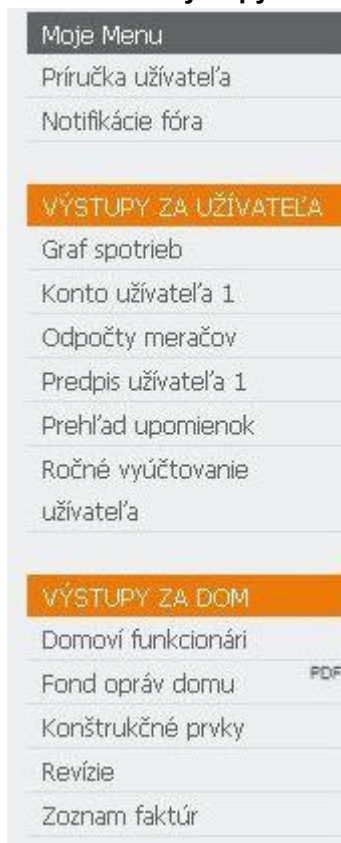 Moje Menu
Príručka užívateľa
Notifikácie fóra
VÝSTUPY ZA UŽÍVATEĽA
Graf spotrieb
Konto užívateľa 1
Odpočty meračov
Predpis užívateľa 1
Prehľad upomienok
Ročné vyúčtovanie
užívateľa
VÝSTUPY ZA DOM
Domoví funkcionári
Fond opráv domu PDF
Konštrukčné prvky
Revízie
Zoznam faktúr